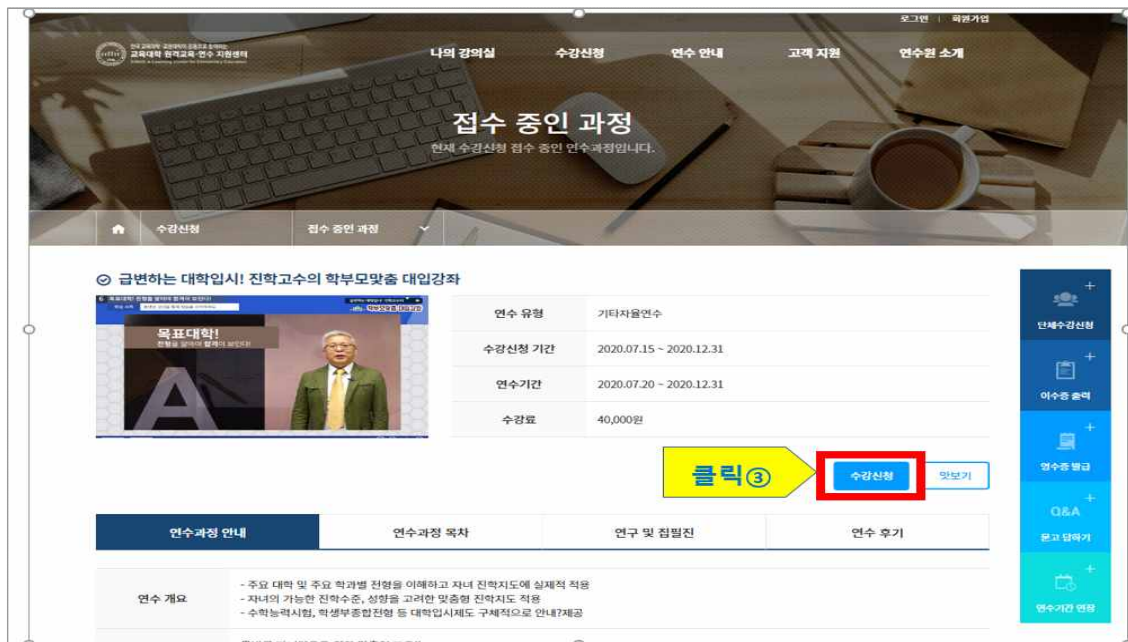 로그인 | 회원가입
교육대학 원격교육·연수 지원센터
나의 강의실 수강신청 연수 안내 고객 지원 연수원 소개
접수 중인 과정
현재 수강신청 접수 중인 연수과정입니다.
수강신청 접수 중인 과정
급변하는 대학입시! 진학고수의 학부모맞춤 대입강좌
목표대학!
전형을 알아야 합격이 보인다!
A
연수 유형 기타자율연수
수강신청 기간 2020.07.15 ~ 2020.12.31
연수기간 2020.07.20 ~ 2020.12.31
수강료 40,000원
클릭③
수강신청 맛보기
단체수강신청
이수증 출력
영수증 발급
Q&A
묻고 답하기
연수기간 연장
연수과정 안내 연수과정 목차 연구 및 집필진 연수 후기
연수 개요
- 주요 대학 및 주요 학과별 전형을 이해하고 자녀 진학지도에 실제적 적용
- 자녀의 가능한 진학수준, 성향을 고려한 맞춤형 진학지도 적용
- 수학능력시험, 학생부종합전형 등 대학입시제도 구체적으로 안내?제공